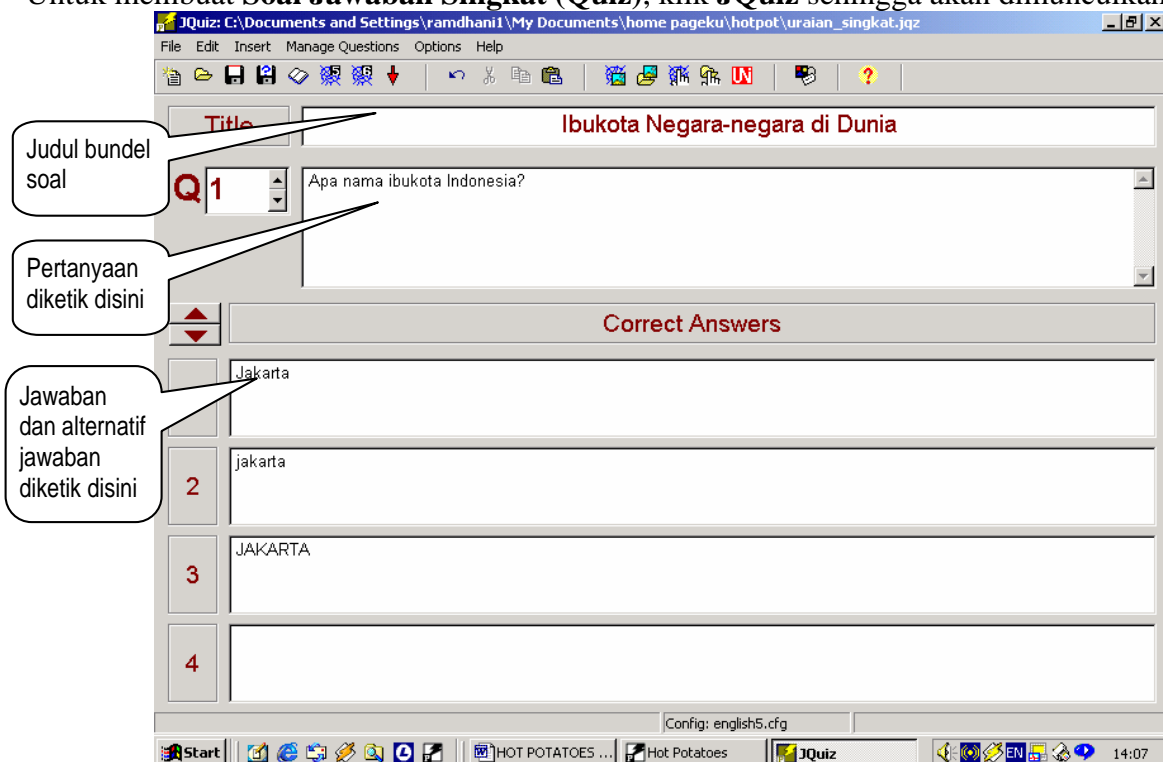 Untuk membuat Soal Jawaban Singkat (Quiz), klik JQuiz sehingga akan dimunculkan
JQuiz: C:\Documents and Settings\ramdhani1\My Documents\home pageku\hotpot\uraian_singkat.jqz
File Edit Insert Manage Questions Options Help
Title
Ibukota Negara-negara di Dunia
Judul bundel
soal
Q 1
Apa nama ibukota Indonesia?
Pertanyaan
diketik disini
Correct Answers
Jakarta
Jawaban
dan alternatif
jawaban
diketik disini
2
jakarta
3
JAKARTA
4
Config: english5.cfg
Start
HOT POTATOES ...
Hot Potatoes
JQuiz
EN
14:07